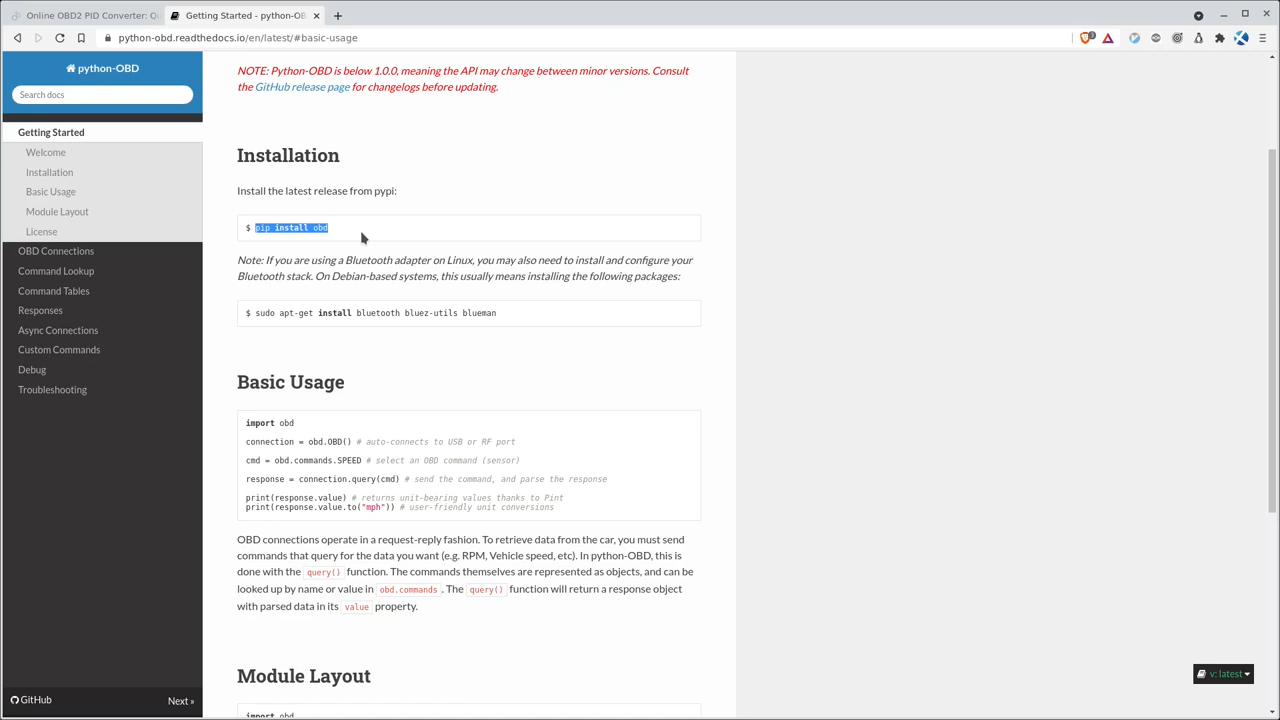 Online OBD2 PID Converter: O
Getting Started - python-OB
python-obd.readthedocs.io/en/latest/#basic-usage
python-OBD
Search docs
Getting Started
Welcome
Installation
Basic Usage
Module Layout
License
OBD Connections
Command Lookup
Command Tables
Responses
Async Connections
Custom Commands
Debug
Troubleshooting
GitHub
Next »
NOTE: Python-OBD is below 1.0.0, meaning the API may change between minor versions. Consult
the GitHub release page for changelogs before updating.
Installation
Install the latest release from pypi:
$ pip install obd
Note: If you are using a Bluetooth adapter on Linux, you may also need to install and configure your
Bluetooth stack. On Debian-based systems, this usually means installing the following packages:
$ sudo apt-get install bluetooth bluez-utils blueman
Basic Usage
import obd
connection = obd.OBD() # auto-connects to USB or RF port
cmd = obd.commands.SPEED # select an OBD command (sensor)
response = connection.query(cmd) # send the command, and parse the response
print(response.value) # returns unit-bearing values thanks to Pint
print(response.value.to("mph")) # user-friendly unit conversions
OBD connections operate in a request-reply fashion. To retrieve data from the car, you must send
commands that query for the data you want (e.g. RPM, Vehicle speed, etc). In python-OBD, this is
done with the query() function. The commands themselves are represented as objects, and can be
looked up by name or value in obd.commands. The query() function will return a response object
with parsed data in its value property.
Module Layout
import obd
v: latest